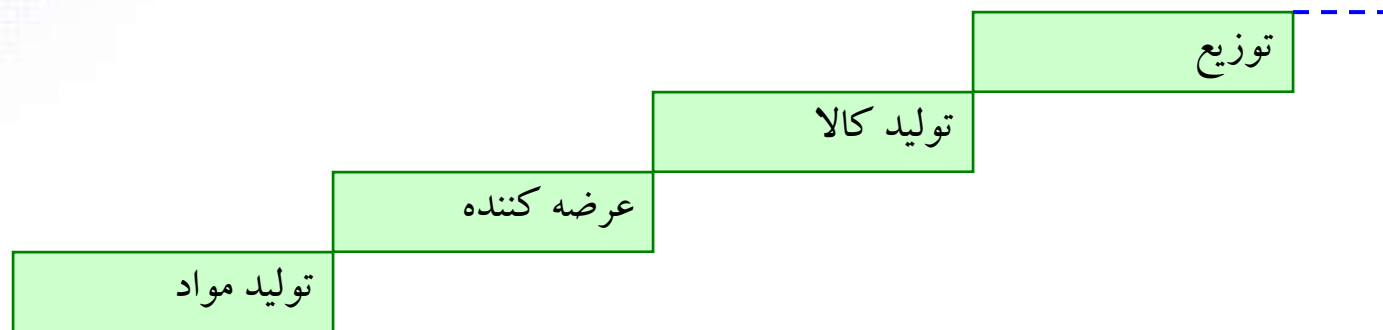 توزیع
تولید کالا
عرضه کننده
تولید مواد